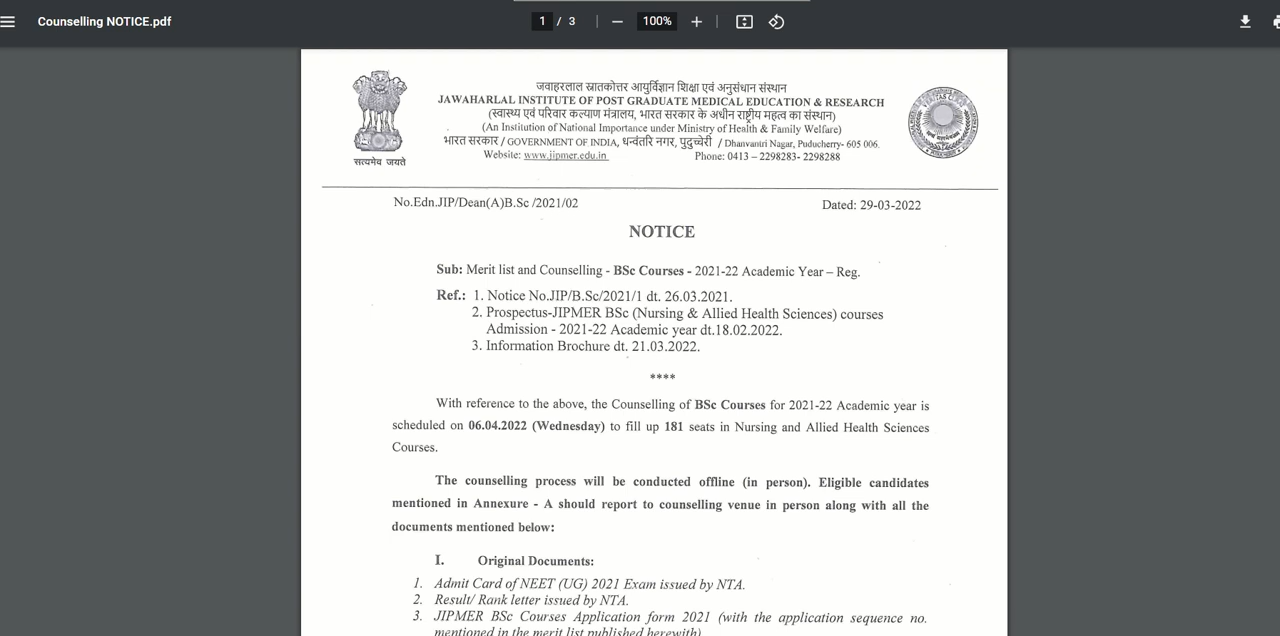 Counselling NOTICE.pdf
1 / 3
100%
जवाहरलाल स्नातकोत्तर आयुर्विज्ञान शिक्षा एवं अनुसंधान संस्थान
JAWAHARLAL INSTITUTE OF POST GRADUATE MEDICAL EDUCATION & RESEARCH
(स्वास्थ्य एवं परिवार कल्याण मंत्रालय, भारत सरकार के अधीन राष्ट्रीय महत्व का संस्थान)
(An Institution of National Importance under Ministry of Health & Family Welfare)
भारत सरकार / GOVERNMENT OF INDIA, धन्वंतरि नगर, पुदुच्चेरी / Dhanvantri Nagar, Puducherry- 605 006.
सत्यमेव जयते
Website: www.jipmer.edu.in Phone: 0413 – 2298283- 2298288
No.Edn.JIP/Dean(A)B.Sc /2021/02 Dated: 29-03-2022
NOTICE
Sub: Merit list and Counselling - BSc Courses - 2021-22 Academic Year – Reg.
Ref.: 1. Notice No.JIP/B.Sc/2021/1 dt. 26.03.2021.
2. Prospectus-JIPMER BSc (Nursing & Allied Health Sciences) courses
Admission - 2021-22 Academic year dt.18.02.2022.
3. Information Brochure dt. 21.03.2022.
****
With reference to the above, the Counselling of BSc Courses for 2021-22 Academic year is
scheduled on 06.04.2022 (Wednesday) to fill up 181 seats in Nursing and Allied Health Sciences
Courses.
The counselling process will be conducted offline (in person). Eligible candidates
mentioned in Annexure - A should report to counselling venue in person along with all the
documents mentioned below:
I. Original Documents:
1. Admit Card of NEET (UG) 2021 Exam issued by NTA.
2. Result/ Rank letter issued by NTA.
3. JIPMER BSc Courses Application form 2021 (with the application sequence no.
mentioned in the merit list published herewith)